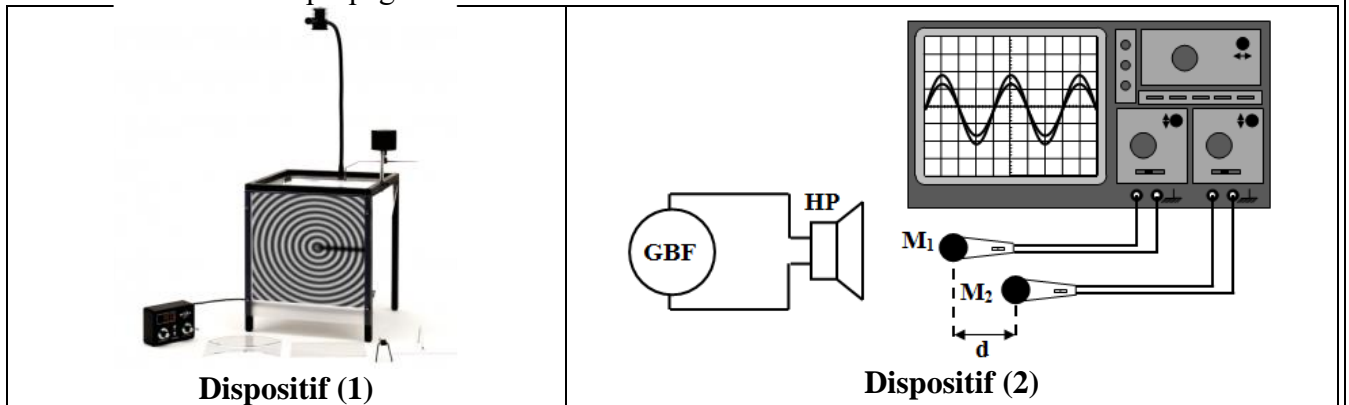 GBF
HP
M₁
M₂
d
Dispositif (1)
Dispositif (2)